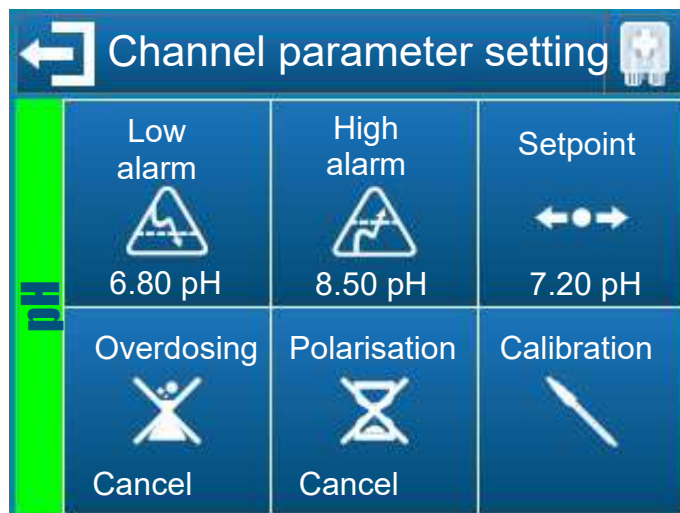 Channel parameter setting
Low
alarm
6.80 pH
High
alarm
8.50 pH
Setpoint
7.20 pH
pH
Overdosing
Cancel
Polarisation
Cancel
Calibration